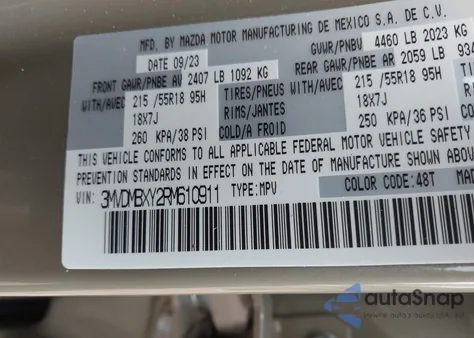 MFD. BY MAZDA MOTOR MANUFACTURING DE MEXICO S.A. DE C.V.
DATE 09/23 GVWR/PNBV 4460 LB 2023 KG
FRONT GAWR/PNBE AV 2407 LB 1092 KG REAR GAWR/PNBE AR 2059 LB 934
WITH/AVEC 215 /55R18 95H TIRES/PNEUS WITH/AVEC 215 /55R18 95H
18X7J RIMS/JANTES 18X7J
260 KPA/38 PSI COLD/A FROID 250 KPA/36 PSI
THIS VEHICLE CONFORMS TO ALL APPLICABLE FEDERAL MOTOR VEHICLE SAFETY
PREVENTION STANDARDS IN EFFECT ON THE DATE OF MANUFACTURE SHOWN ABOVE
VIN: 3MVDMBXY2RM610911 TYPE: MPV COLOR CODE: 48T
autoSnap